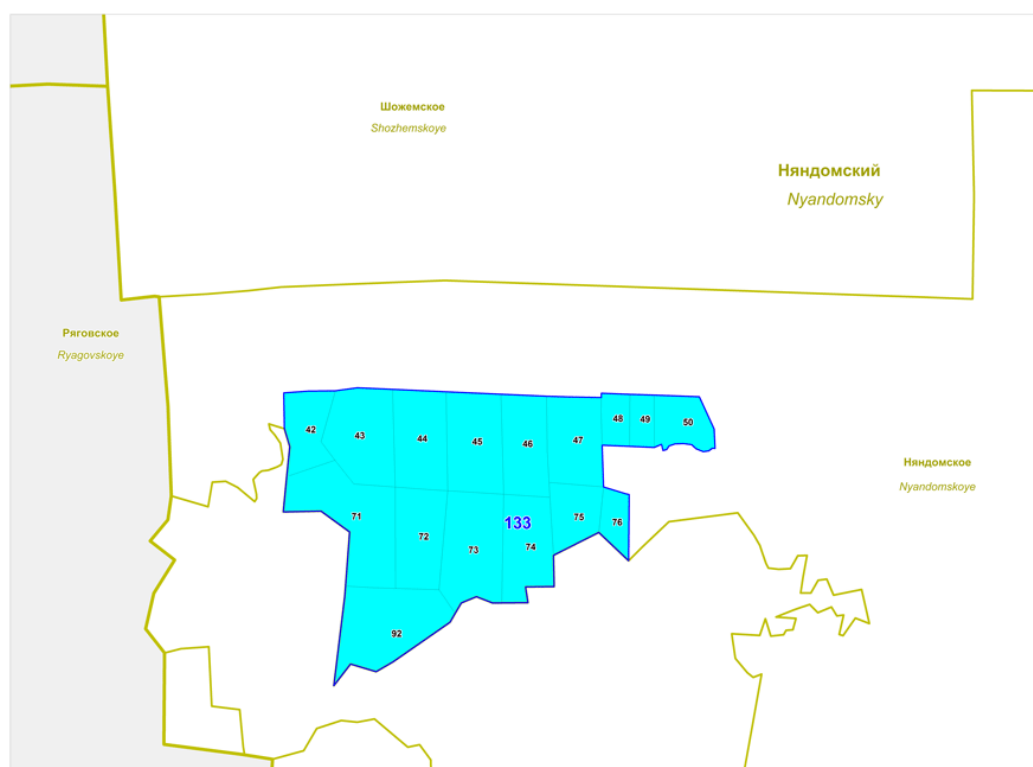 Шожемское
Shozhemskoye
Няндомский
Nyandomsky
Ряговское
Ryagovskoye
42
43
44
45
46
47
48
49
50
Няндомское
Nyandomskoye
71
72
73
133
74
75
76
92